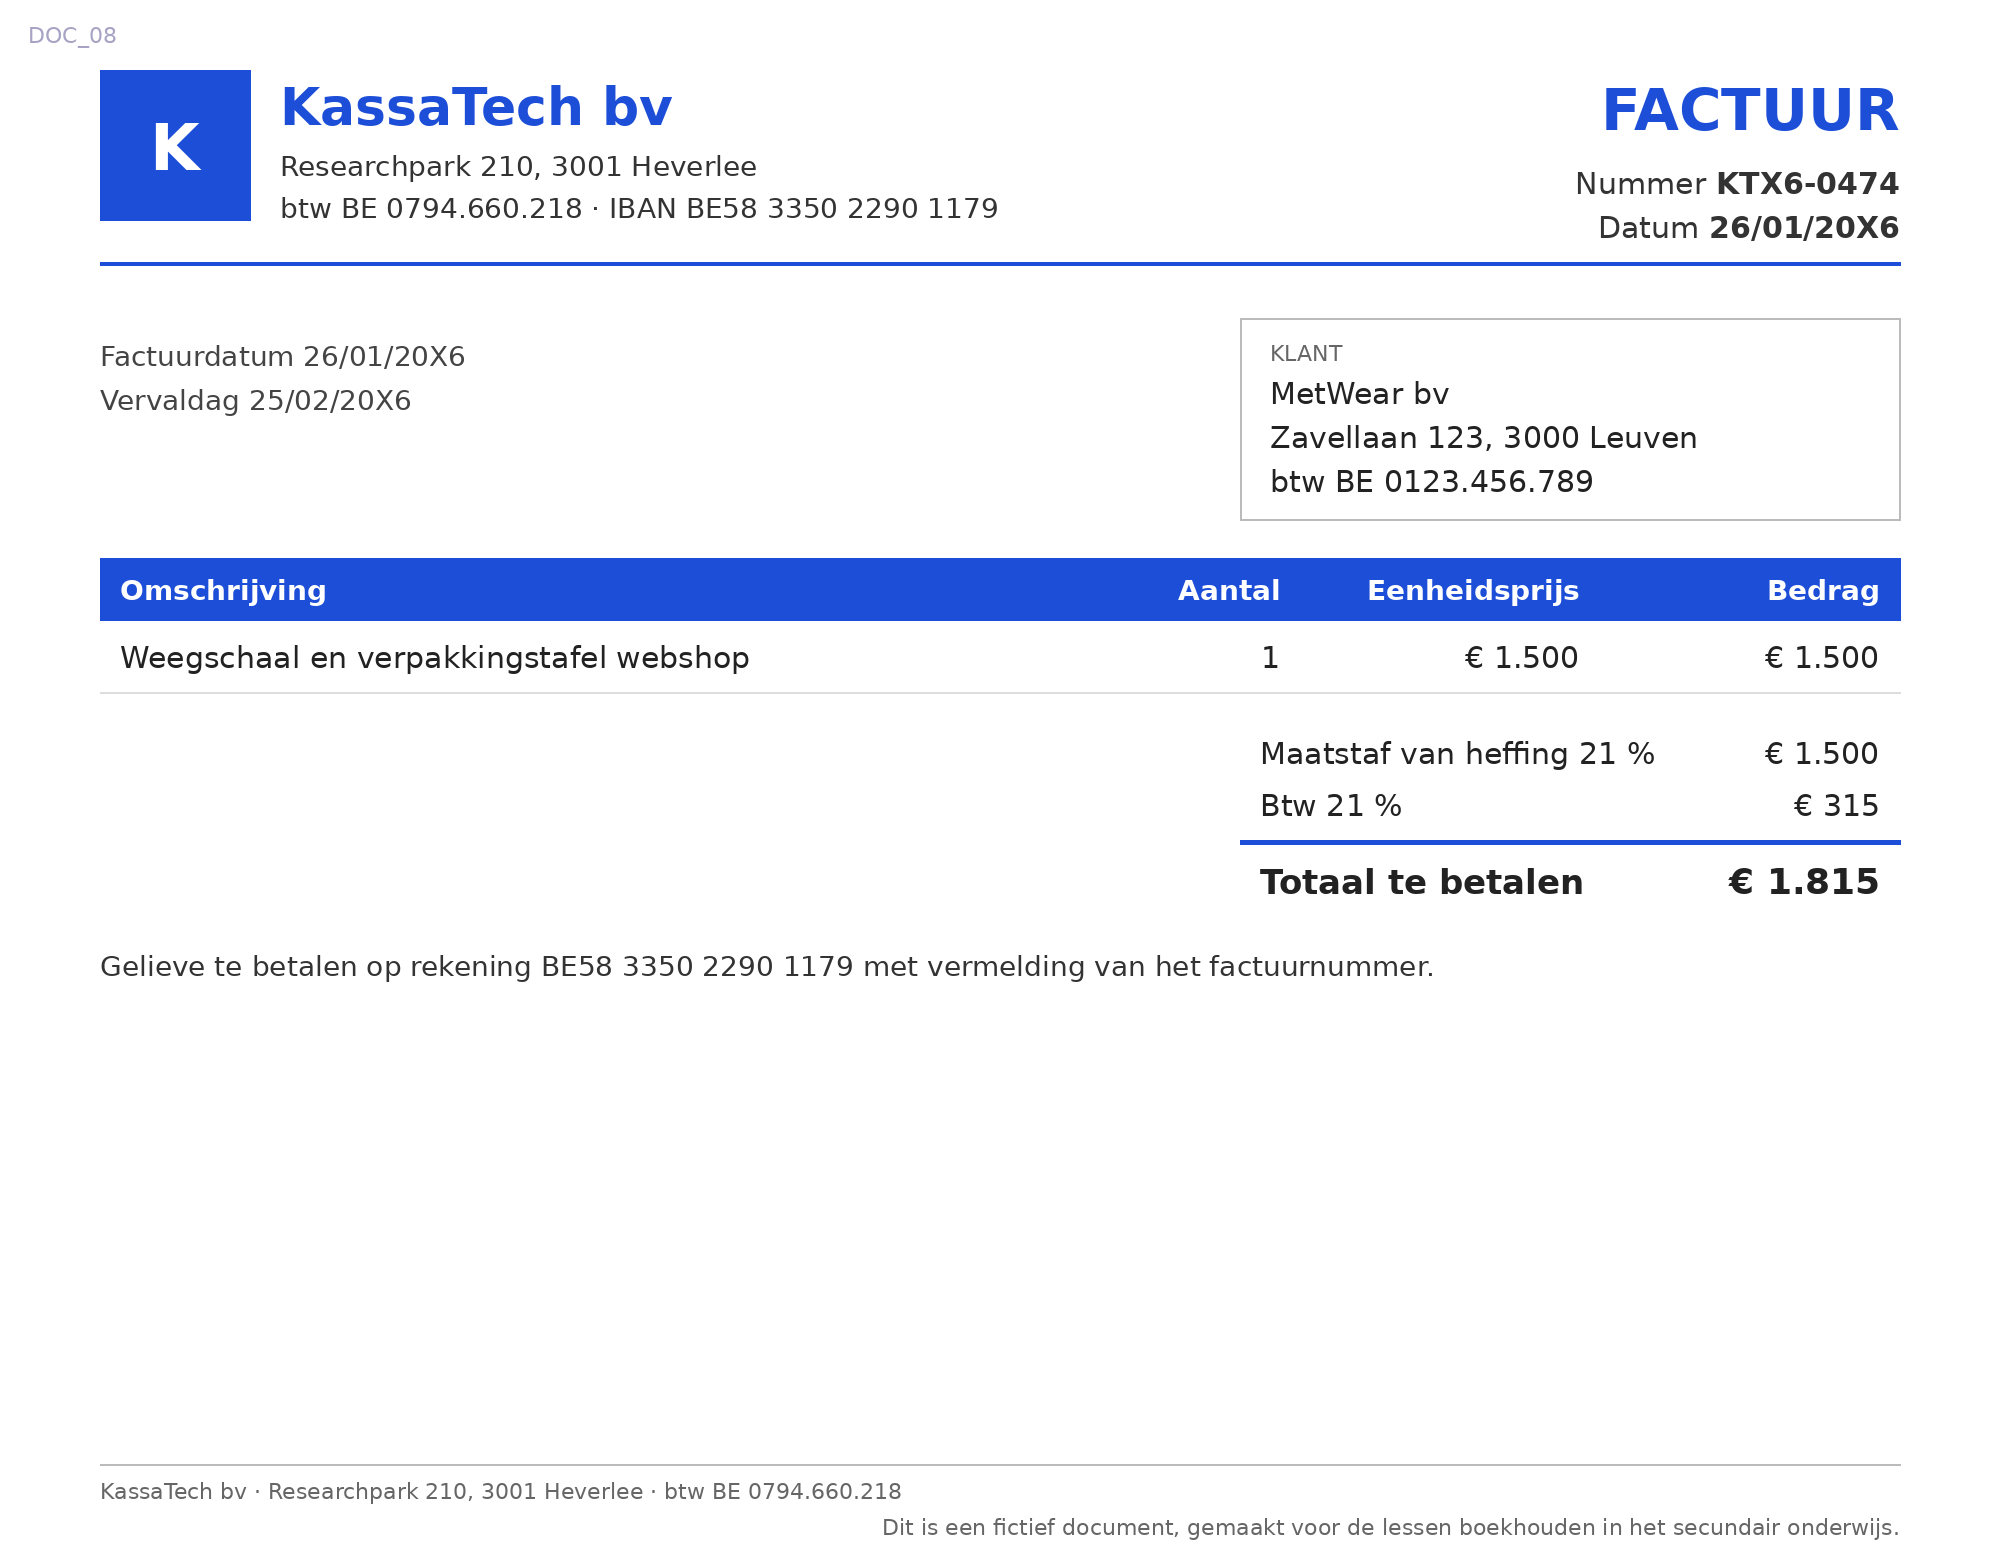 DOC_08
K
KassaTech bv
Researchpark 210, 3001 Heverlee
btw BE 0794.660.218 · IBAN BE58 3350 2290 1179
FACTUUR
Nummer KTX6-0474
Datum 26/01/20X6
Factuurdatum 26/01/20X6
Vervaldag 25/02/20X6
KLANT
MetWear bv
Zavellaan 123, 3000 Leuven
btw BE 0123.456.789
Omschrijving Aantal Eenheidsprijs Bedrag
Weegschaal en verpakkingstafel webshop 1 € 1.500 € 1.500
Maatstaf van heffing 21 % € 1.500
Btw 21 % € 315
Totaal te betalen € 1.815
Gelieve te betalen op rekening BE58 3350 2290 1179 met vermelding van het factuurnummer.
KassaTech bv · Researchpark 210, 3001 Heverlee · btw BE 0794.660.218
Dit is een fictief document, gemaakt voor de lessen boekhouden in het secundair onderwijs.